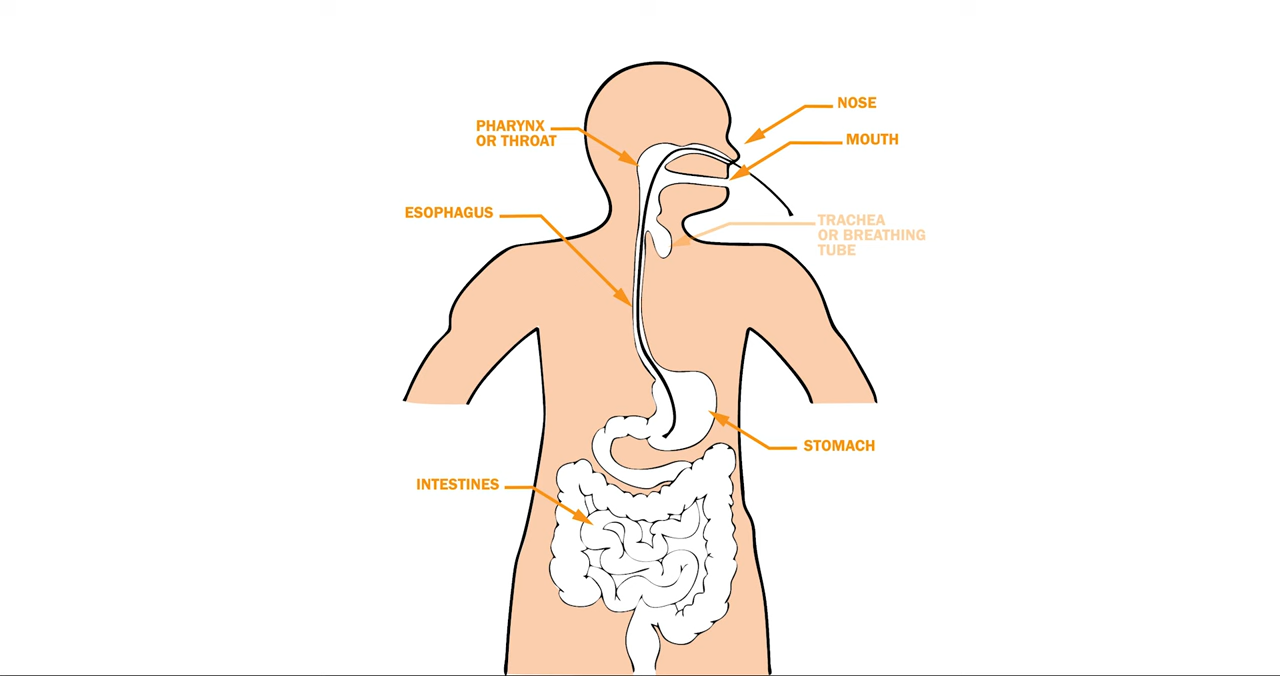 NOSE
PHARYNX
OR THROAT
MOUTH
ESOPHAGUS
TRACHEA
OR BREATHING
TUBE
STOMACH
INTESTINES